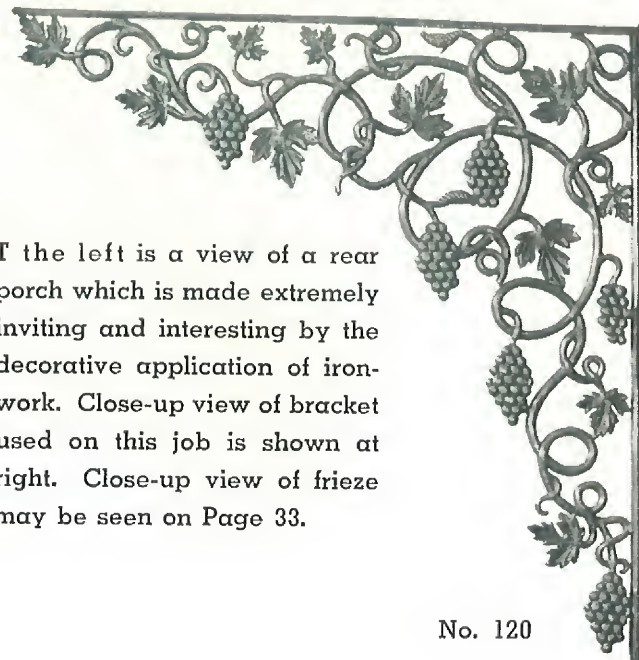 T the left is a view of a rear
porch which is made extremely
inviting and interesting by the
decorative application of iron-
work. Close-up view of bracket
used on this job is shown at
right. Close-up view of frieze
may be seen on Page 33.
No. 120